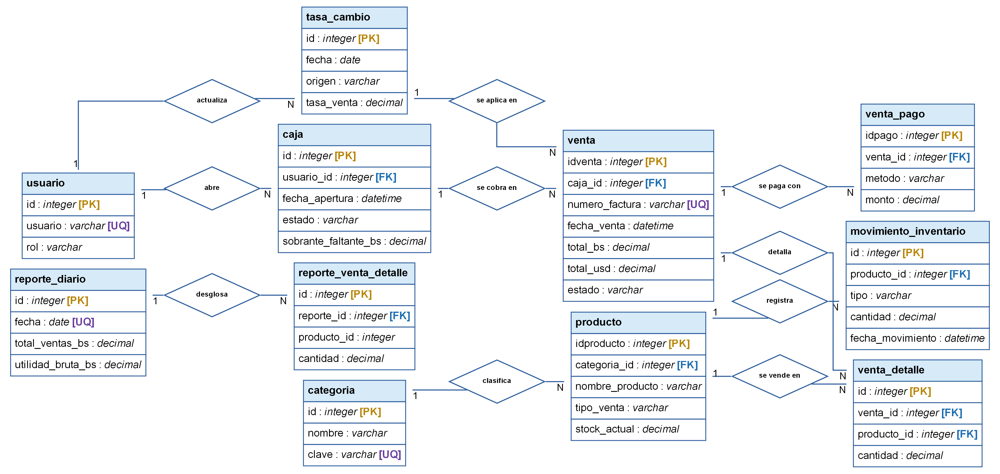 tasa_cambio
id : integer [PK]
fecha : date
origen : varchar
tasa_venta : decimal
actualiza
1
N
se aplica en
1
N
usuario
id : integer [PK]
usuario : varchar [UQ]
rol : varchar
abre
1
N
caja
id : integer [PK]
usuario_id : integer [FK]
fecha_apertura : datetime
estado : varchar
sobrante_faltante_bs : decimal
se cobra en
1
N
venta
idventa : integer [PK]
caja_id : integer [FK]
numero_factura : varchar [UQ]
fecha_venta : datetime
total_bs : decimal
total_usd : decimal
estado : varchar
se paga con
1
N
venta_pago
idpago : integer [PK]
venta_id : integer [FK]
metodo : varchar
monto : decimal
detalla
1
N
registra
1
N
movimiento_inventario
id : integer [PK]
producto_id : integer [FK]
tipo : varchar
cantidad : decimal
fecha_movimiento : datetime
reporte_diario
id : integer [PK]
fecha : date [UQ]
total_ventas_bs : decimal
utilidad_bruta_bs : decimal
desglosa
1
N
reporte_venta_detalle
id : integer [PK]
reporte_id : integer [FK]
producto_id : integer
cantidad : decimal
categoria
id : integer [PK]
nombre : varchar
clave : varchar [UQ]
clasifica
1
N
producto
idproducto : integer [PK]
categoria_id : integer [FK]
nombre_producto : varchar
tipo_venta : varchar
stock_actual : decimal
se vende en
1
N
venta_detalle
id : integer [PK]
venta_id : integer [FK]
producto_id : integer [FK]
cantidad : decimal